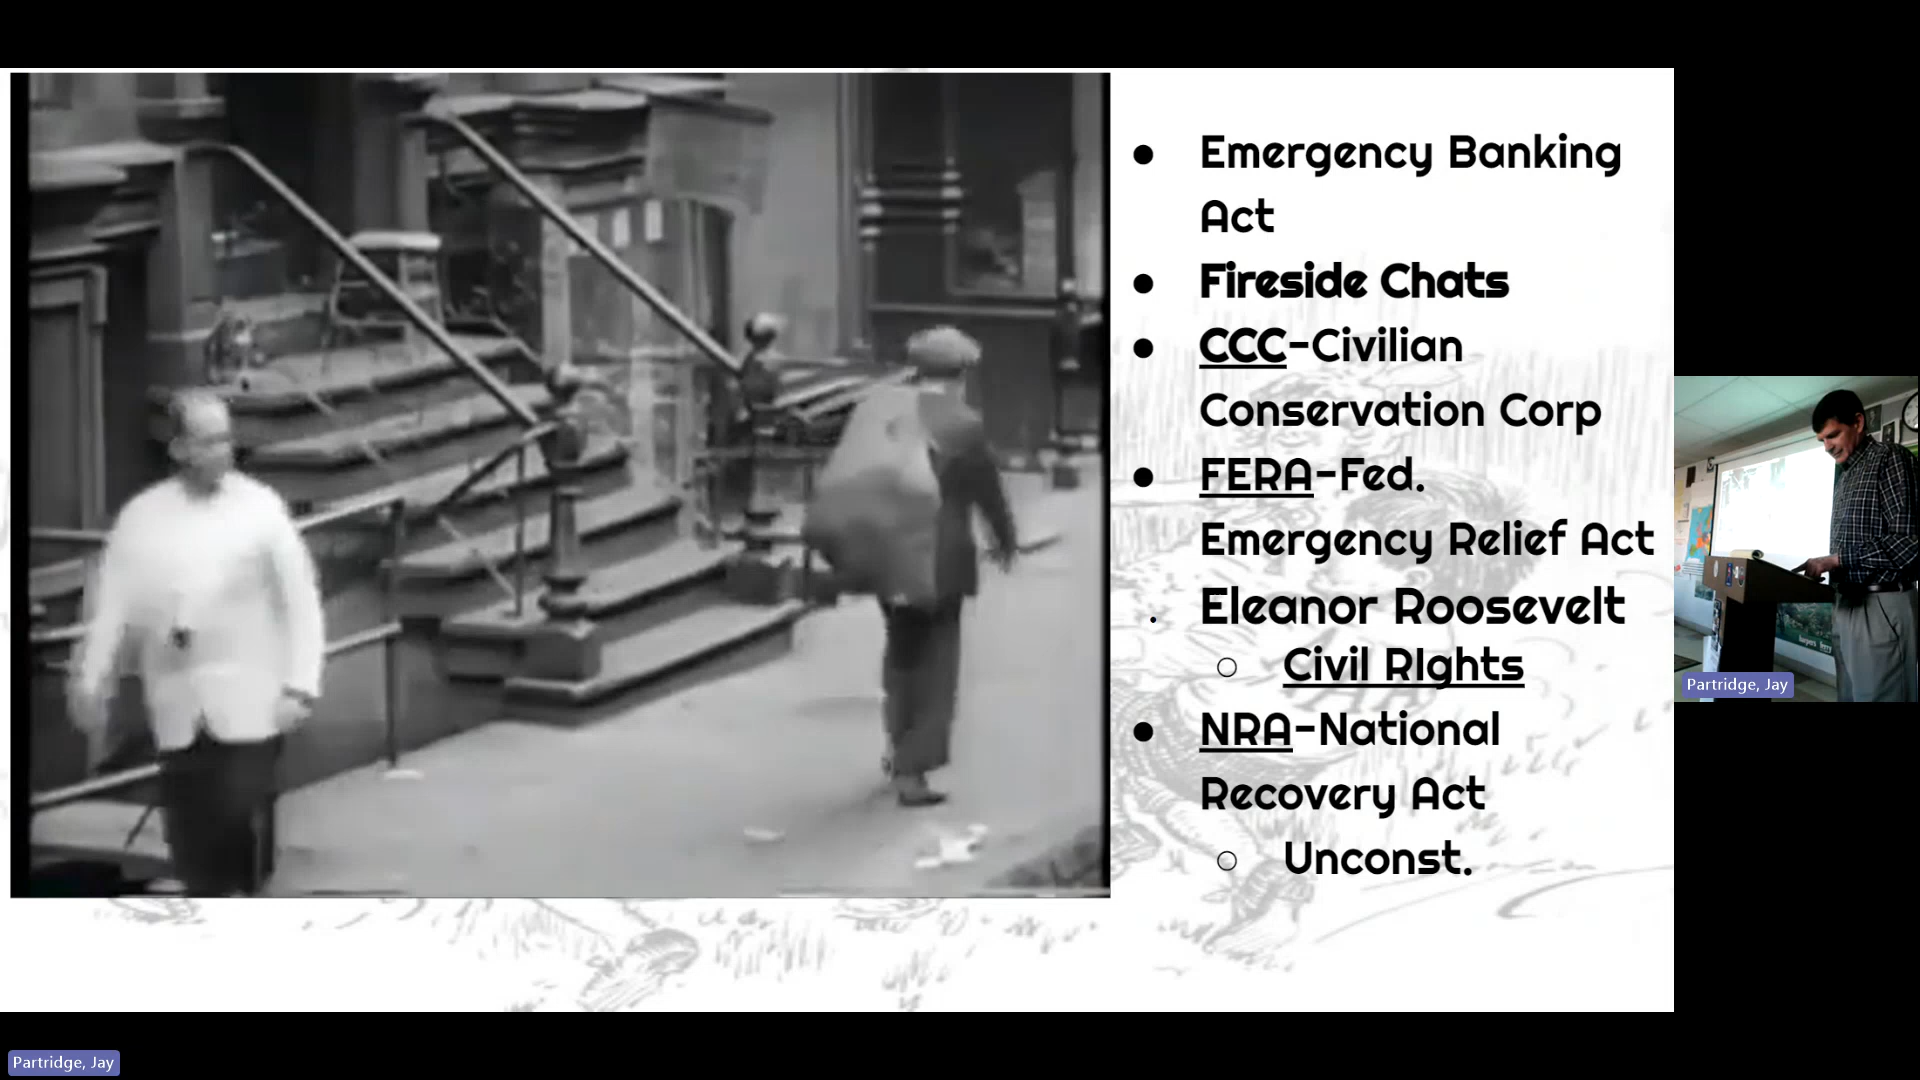 Emergency Banking
Act
Fireside Chats
CCC-Civilian
Conservation Corp
FERA-Fed.
Emergency Relief Act
Eleanor Roosevelt
Civil RIghts
NRA-National
Recovery Act
Unconst.
Partridge, Jay
Partridge, Jay